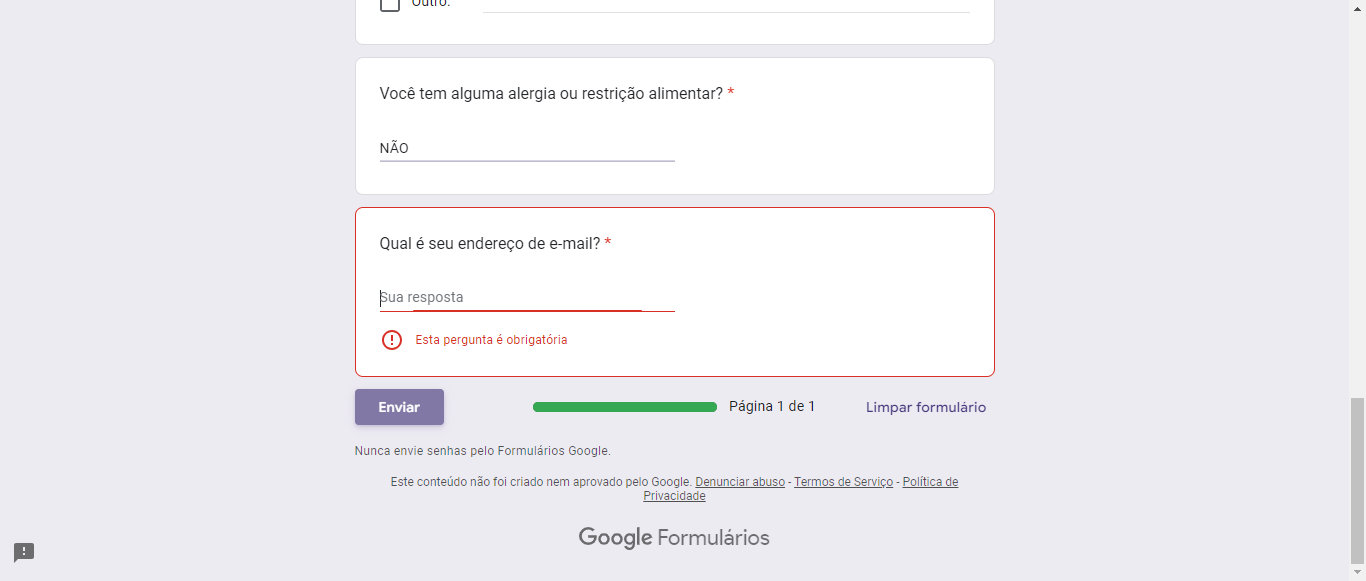 Outro:
Você tem alguma alergia ou restrição alimentar? *
NÃO
Qual é seu endereço de e-mail? *
Sua resposta
Esta pergunta é obrigatória
Enviar
Página 1 de 1
Limpar formulário
Nunca envie senhas pelo Formulários Google.
Este conteúdo não foi criado nem aprovado pelo Google. Denunciar abuso - Termos de Serviço - Política de
Privacidade
Google Formulários